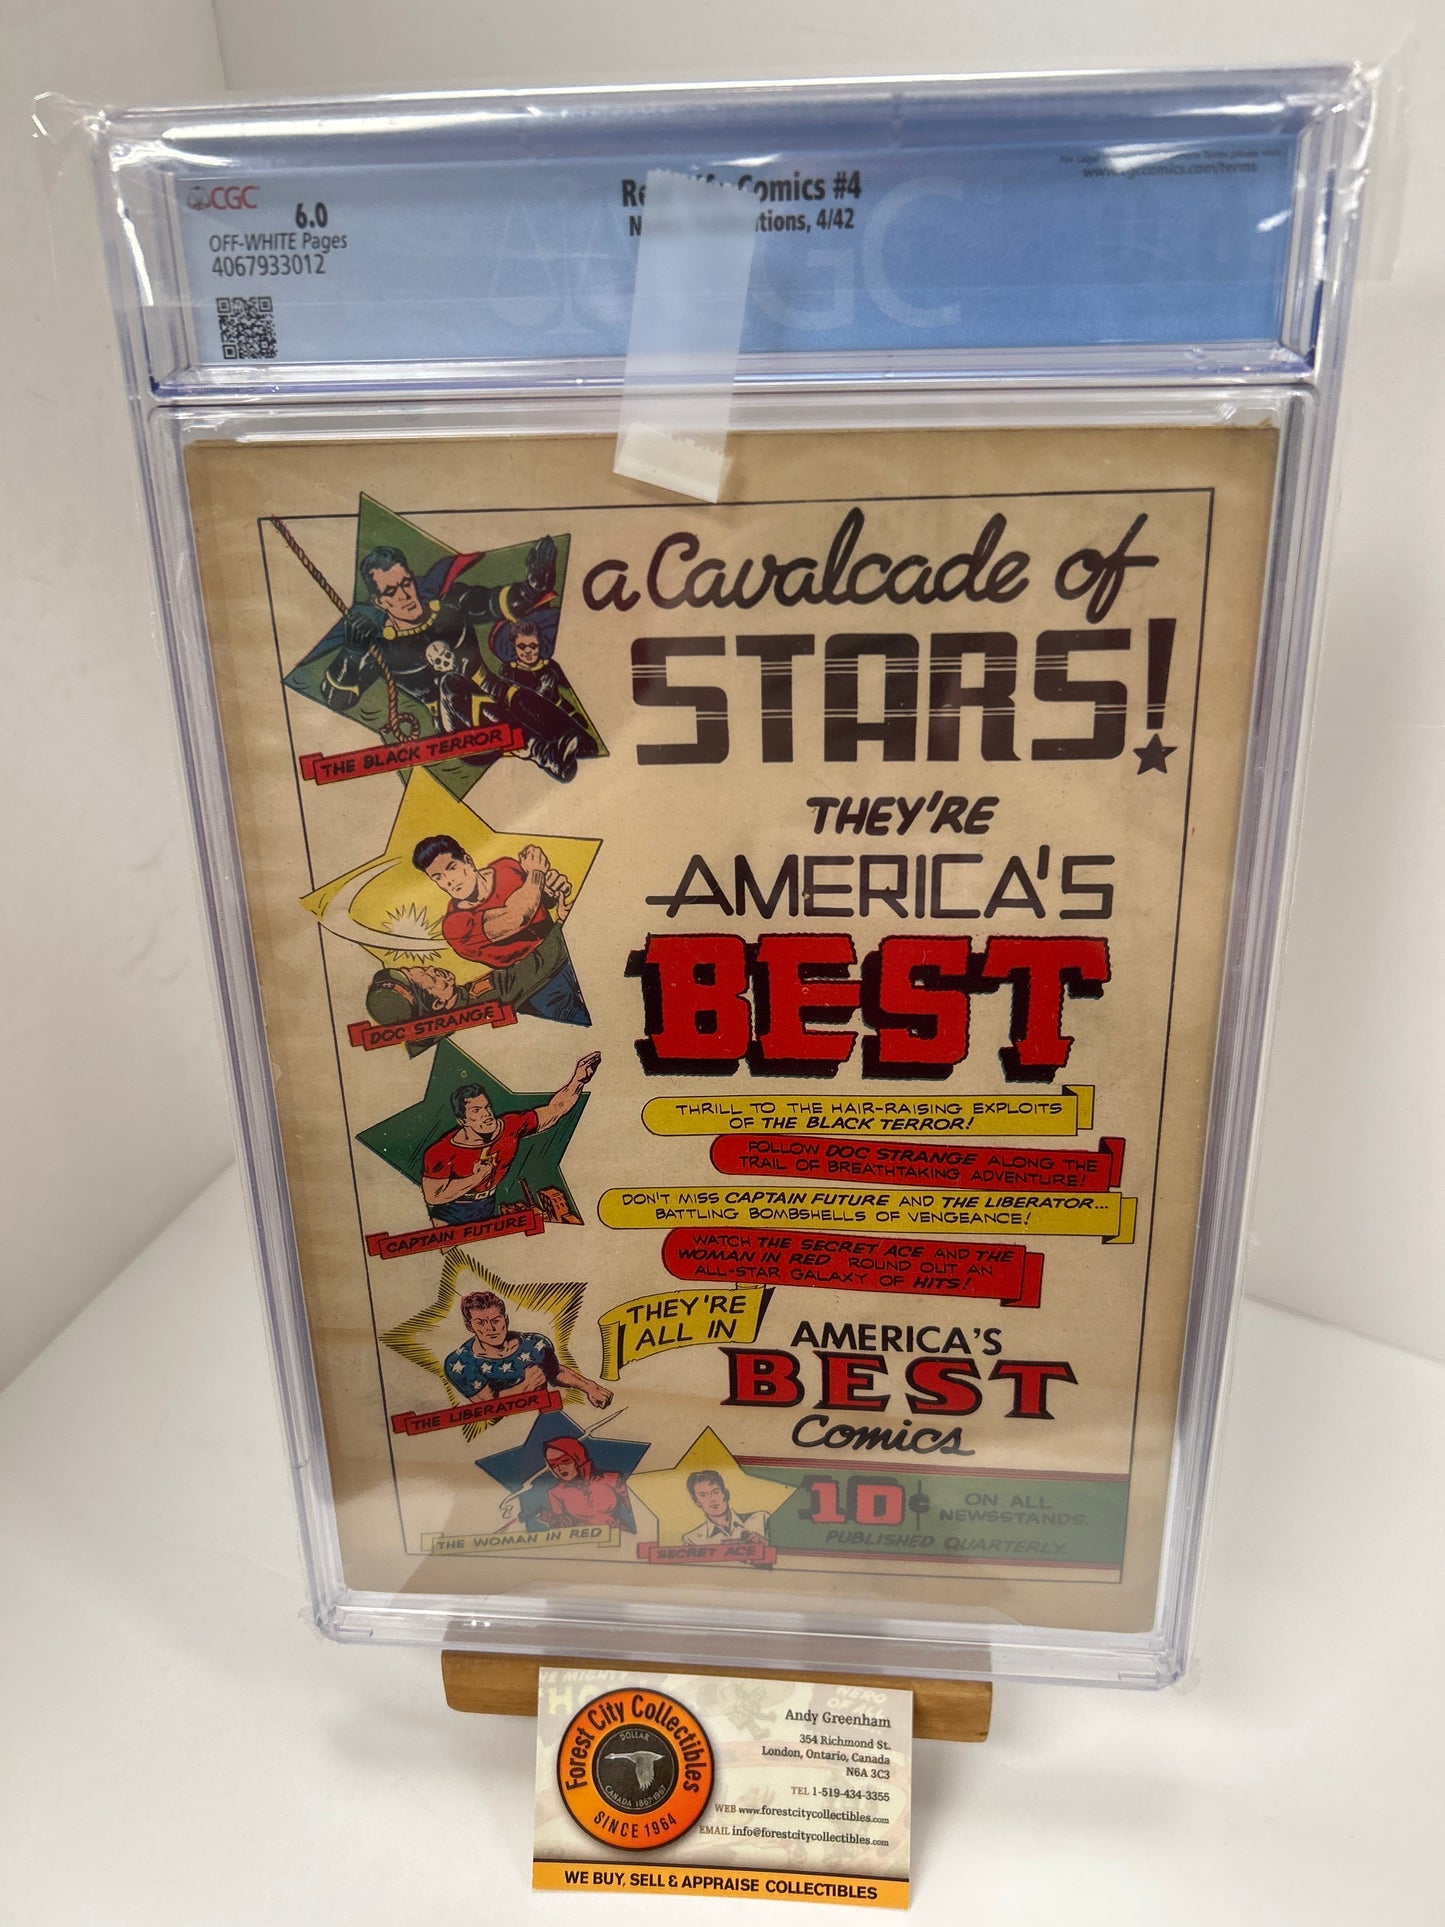 CGC
6.0
OFF-WHITE Pages
4067933012
Comics #4
4/42
www.cgccomics.com/terms
CGC
a Cavalcade of
STARS!
THE BLACK TERROR
THEY'RE
AMERICA'S
BEST
DOC STRANGE
THRILL TO THE HAIR-RAISING EXPLOITS
OF THE BLACK TERROR!
FOLLOW DOC STRANGE ALONG THE
TRAIL OF BREATHTAKING ADVENTURE!
DON'T MISS CAPTAIN FUTURE AND THE LIBERATOR...
BATTLING BOMBSHELLS OF VENGEANCE!
CAPTAIN FUTURE
WATCH THE SECRET ACE AND THE
WOMAN IN RED ROUND OUT AN
ALL-STAR GALAXY OF HITS!
THEY'RE
ALL IN
AMERICA'S
BEST
Comics
THE LIBERATOR
THE WOMAN IN RED
SECRET ACE
10¢
ON ALL
NEWSSTANDS.
PUBLISHED QUARTERLY.
Forest City Collectibles
DOLLAR
CANADA 1867-1967
SINCE 1964
Andy Greenham
354 Richmond St.
London, Ontario, Canada
N6A 3C3
TEL 1-519-434-3355
WEB www.forestcitycollectibles.com
EMAIL info@forestcitycollectibles.com
WE BUY, SELL & APPRAISE COLLECTIBLES